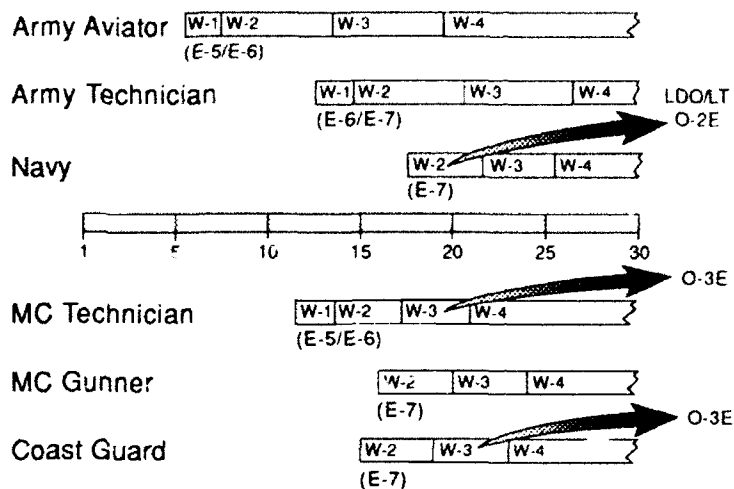 Army Aviator W-1 W-2 W-3 W-4
(E-5/E-6)
Army Technician W-1 W-2 W-3 W-4 LDO/LT
(E-6/E-7) O-2E
Navy W-2 W-3 W-4
(E-7)
1 5 10 15 20 25 30
O-3E
MC Technician W-1 W-2 W-3 W-4
(E-5/E-6)
MC Gunner W-2 W-3 W-4
(E-7)
O-3E
Coast Guard W-2 W-3 W-4
(E-7)